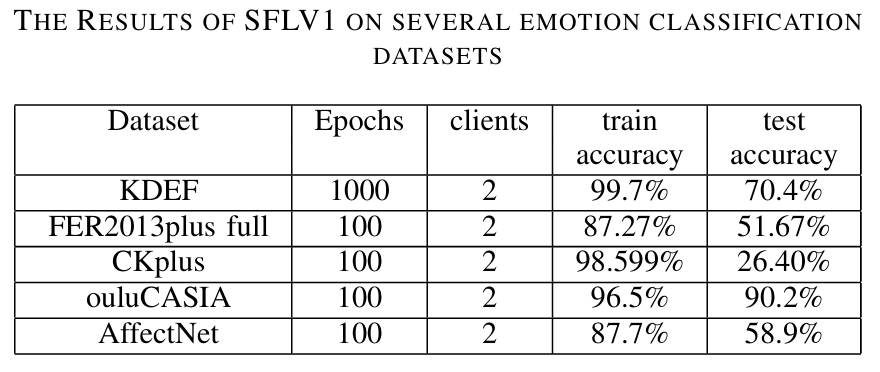 THE RESULTS OF SFLV1 ON SEVERAL EMOTION CLASSIFICATION
DATASETS
Dataset Epochs clients train accuracy test accuracy
KDEF 1000 2 99.7% 70.4%
FER2013plus full 100 2 87.27% 51.67%
CKplus 100 2 98.599% 26.40%
ouluCASIA 100 2 96.5% 90.2%
AffectNet 100 2 87.7% 58.9%